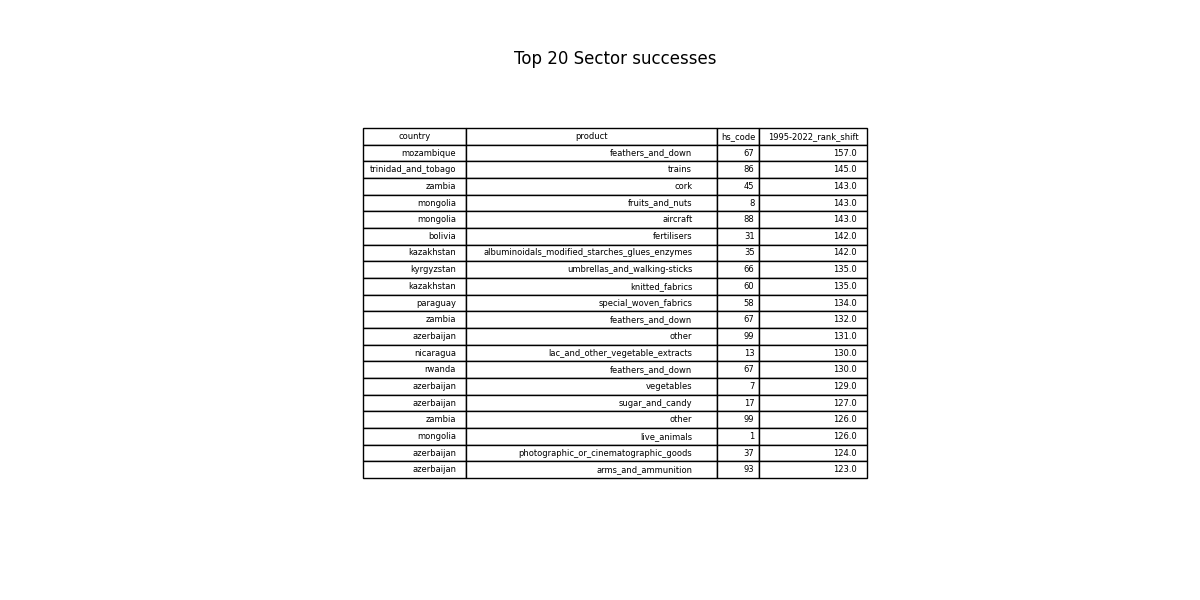 Top 20 Sector successes
country product hs_code 1995-2022_rank_shift
mozambique feathers_and_down 67 157.0
trinidad_and_tobago trains 86 145.0
zambia cork 45 143.0
mongolia fruits_and_nuts 8 143.0
mongolia aircraft 88 143.0
bolivia fertilisers 31 142.0
kazakhstan albuminoidals_modified_starches_glues_enzymes 35 142.0
kyrgyzstan umbrellas_and_walking-sticks 66 135.0
kazakhstan knitted_fabrics 60 135.0
paraguay special_woven_fabrics 58 134.0
zambia feathers_and_down 67 132.0
azerbaijan other 99 131.0
nicaragua lac_and_other_vegetable_extracts 13 130.0
rwanda feathers_and_down 67 130.0
azerbaijan vegetables 7 129.0
azerbaijan sugar_and_candy 17 127.0
zambia other 99 126.0
mongolia live_animals 1 126.0
azerbaijan photographic_or_cinematographic_goods 37 124.0
azerbaijan arms_and_ammunition 93 123.0